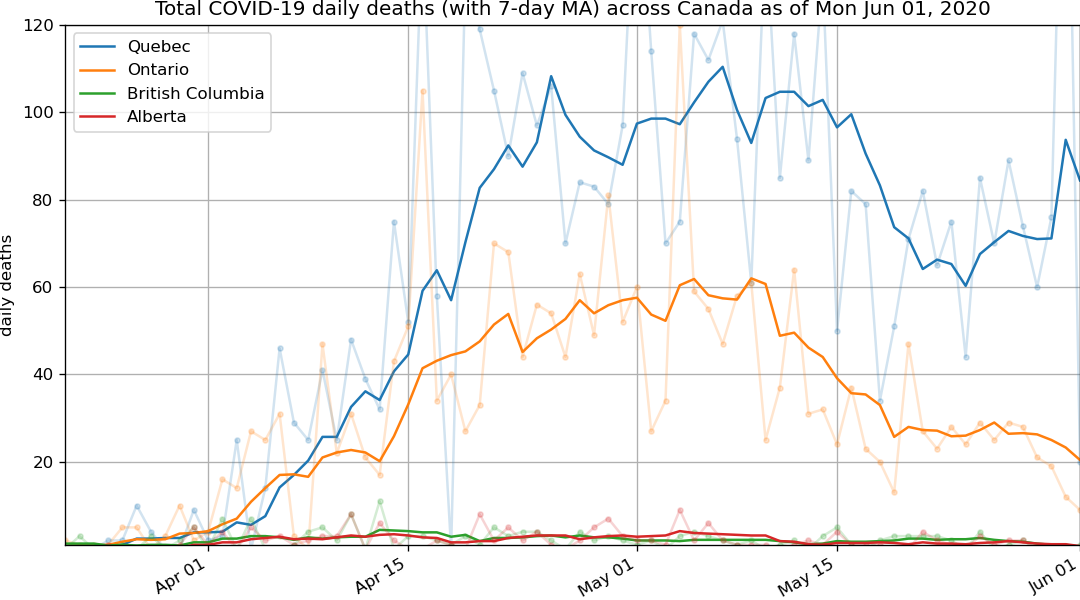 Total COVID-19 daily deaths (with 7-day MA) across Canada as of Mon Jun 01, 2020
120
100
80
60
40
20
daily deaths
Quebec
Ontario
British Columbia
Alberta
Apr 01
Apr 15
May 01
May 15
Jun 01